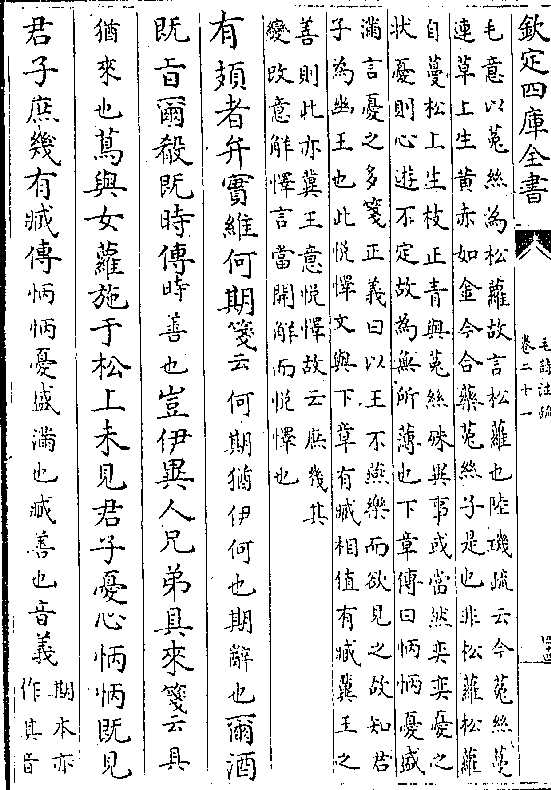 欽定四庫全書
毛詩注疏
卷二十一
毛意以菟絲為松蘿故言松蘿也陸璣疏云今菟絲蔓
連草上生黄赤如金今合藥菟絲子是也非松蘿松蘿
自蔓松上生枝正青與菟絲殊異事或當然奕奕憂之
狀憂則心遊不定故為無所薄也下章傳曰怲怲憂盛
滿言憂之多箋正義曰以王不燕樂而欲見之故知君
子為幽王也此悦懌文與下章有臧相值有臧冀王之
善則此亦冀王意悦懌故云庶幾其
變改意解懌言當開解而悦懌也
有頍者弁實維何期箋云何期猶伊何也期辭也爾酒
既旨爾殽既時傳時善也豈伊異人兄弟具來箋云具
猶來也蔦與女蘿施于松上未見君子憂心怲怲既見
君子庶幾有臧傳怲怲憂盛滿也臧善也音義
期本亦
作其音